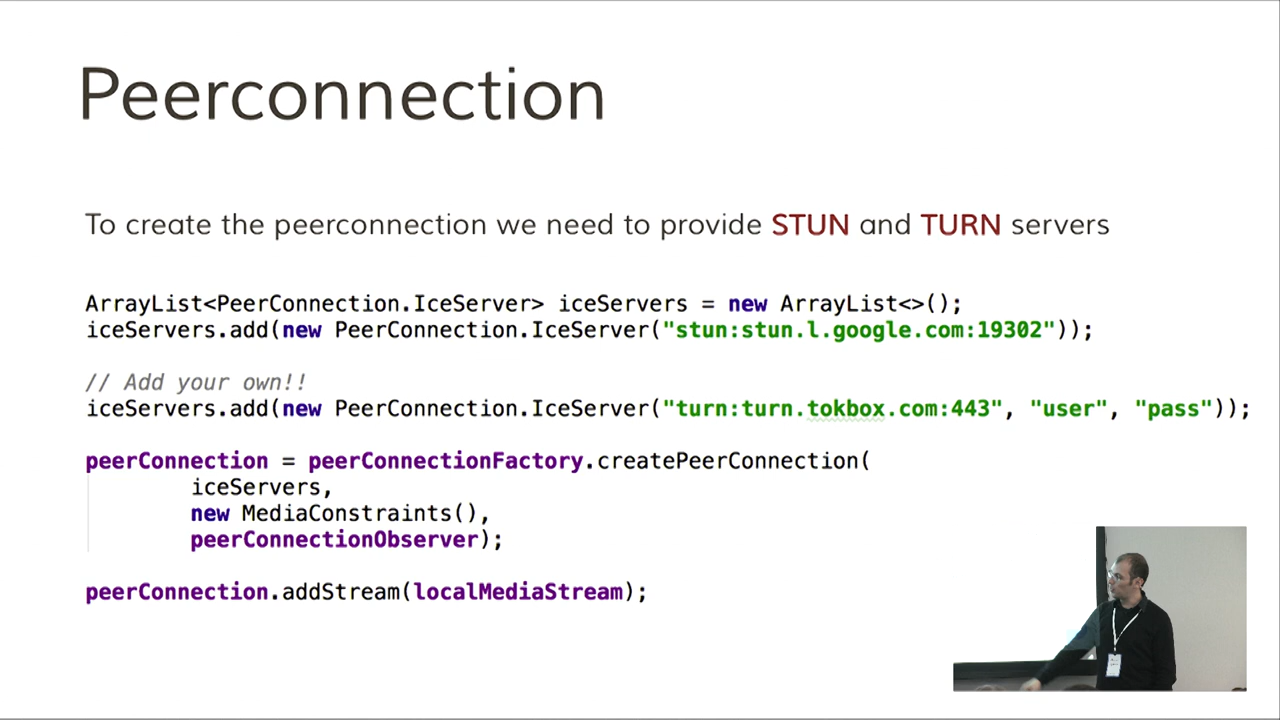 Peerconnection
To create the peerconnection we need to provide STUN and TURN servers
ArrayList<PeerConnection.IceServer> iceServers = new ArrayList<>();
iceServers.add(new PeerConnection.IceServer("stun:stun.l.google.com:19302"));
// Add your own!!
iceServers.add(new PeerConnection.IceServer("turn:turn.tokbox.com:443", "user", "pass"));
peerConnection = peerConnectionFactory.createPeerConnection(
iceServers,
new MediaConstraints(),
peerConnectionObserver);
peerConnection.addStream(localMediaStream);